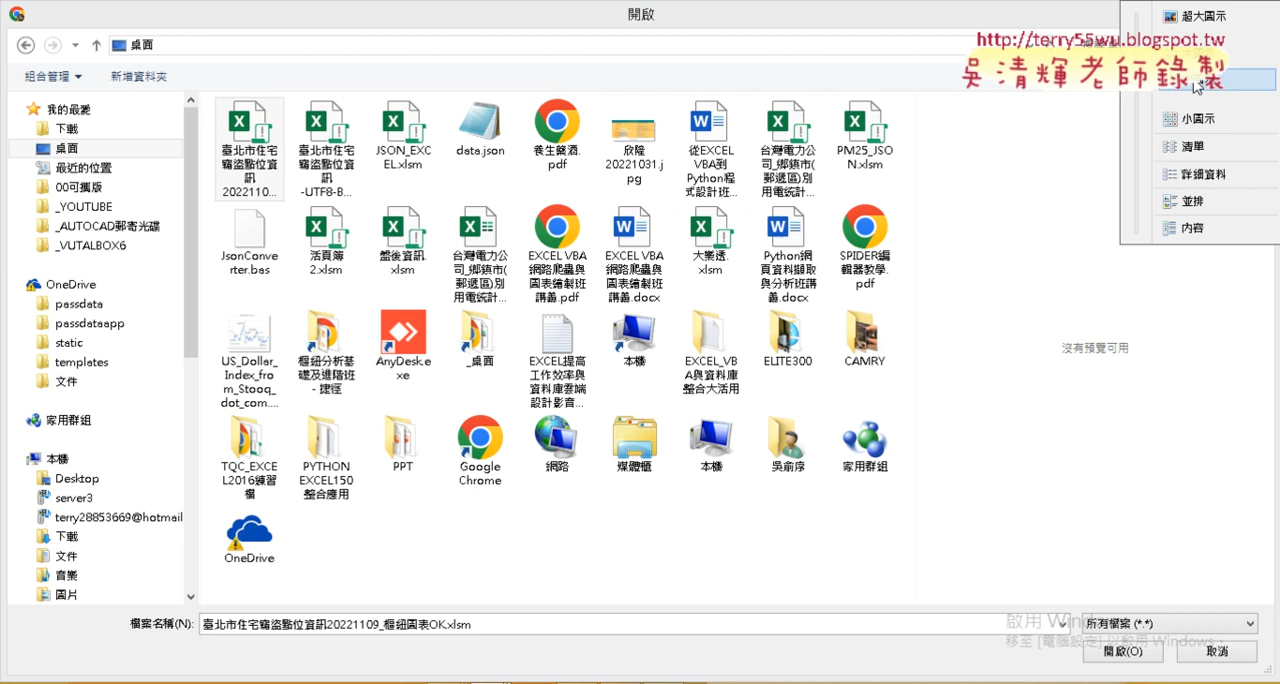 開啟
桌面
http://terry55wu.blogspot.tw
吳清輝老師錄製
組合管理
新增資料夾
超大圖示
小圖示
清單
詳細資料
並排
內容
我的最愛
下載
桌面
最近的位置
00可攜版
_YOUTUBE
_AUTOCAD郵寄光碟
_VUTALBOX6
OneDrive
passdata
passdataapp
static
templates
文件
家用群組
本機
Desktop
server3
terry28853669@hotmail
下載
文件
音樂
圖片
臺北市住宅
竊盜點位資
訊
2022110...
臺北市住宅
竊盜點位資
訊
-UTF8-B...
JSON_EXC
EL.xlsm
data.json
養生藥酒.
pdf
欣隆
20221031.j
pg
從EXCEL
VBA到
Python程
式設計班...
台灣電力公
司_鄉鎮市(
郵遞區)別
用電統計...
PM25_JSO
N.xlsm
JsonConve
rter.bas
活頁簿
2.xlsm
盤後資訊.
xlsm
台灣電力公
司_鄉鎮市(
郵遞區)別
用電統計...
EXCEL VBA
網路爬蟲與
圖表繪製班
講義.pdf
EXCEL VBA
網路爬蟲與
圖表繪製班
講義.docx
大樂透.
xlsm
Python網
頁資料擷取
與分析班講
義.docx
SPIDER編
輯器教學.
pdf
US_Dollar_
Index_fro
m_Stooq_
dot_com....
樞紐分析基
礎及進階班
- 捷徑
AnyDesk.e
xe
_桌面
EXCEL提高
工作效率與
資料庫雲端
設計影音...
本機
EXCEL_VB
A與資料庫
整合大活用
ELITE300
CAMRY
TQC_EXCE
L2016練習
檔
PYTHON
EXCEL150
整合應用
PPT
Google
Chrome
網路
媒體櫃
本機
吳俞序
家用群組
OneDrive
沒有預覽可用
檔案名稱(N):
臺北市住宅竊盜點位資訊20221109_樞紐圖表OK.xlsm
所有檔案 (*.*)
啟用 Win
移至 [電腦設定] 以啟用 Windows。
開啟(O)
取消